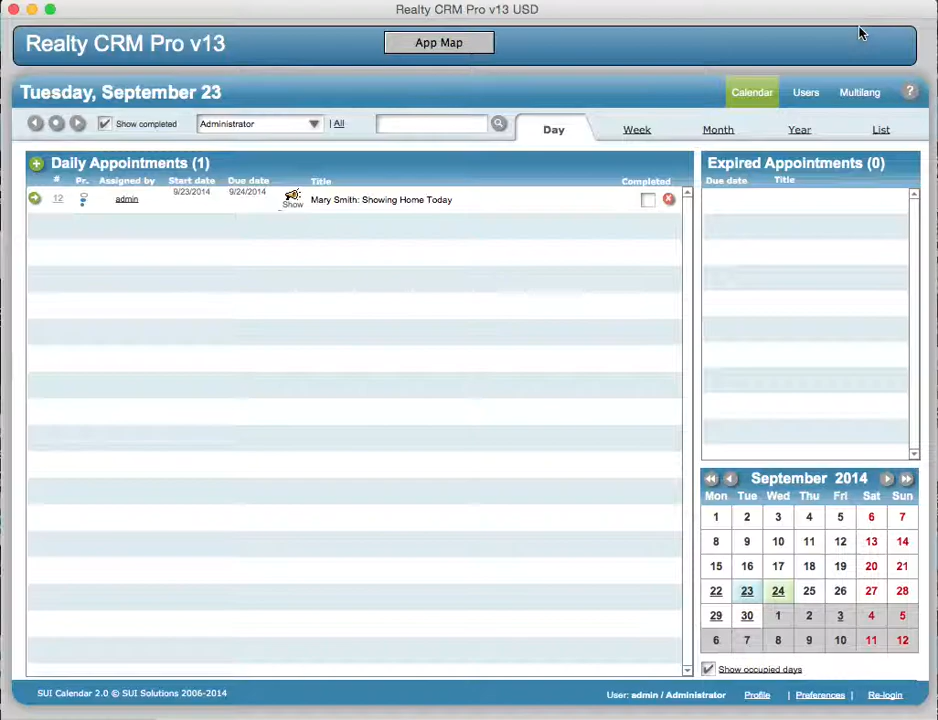 Realty CRM Pro v13 USD
Realty CRM Pro v13
App Map
Tuesday, September 23
Calendar
Users
Multilang
?
Show completed
Administrator
| All
Day
Week
Month
Year
List
Daily Appointments (1)
# Pr. Assigned by Start date Due date Title Completed
12 admin 9/23/2014 9/24/2014 Show Mary Smith: Showing Home Today
Expired Appointments (0)
Due date Title
September 2014
Mon Tue Wed Thu Fri Sat Sun
1 2 3 4 5 6 7
8 9 10 11 12 13 14
15 16 17 18 19 20 21
22 23 24 25 26 27 28
29 30 1 2 3 4 5
6 7 8 9 10 11 12
Show occupied days
SUI Calendar 2.0 © SUI Solutions 2006-2014
User: admin / Administrator
Profile | Preferences | Re-login